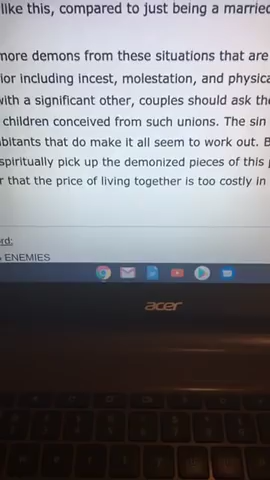 like this, compared to just being a married
more demons from these situations that are
ior including incest, molestation, and physica
with a significant other, couples should ask the
children conceived from such unions. The sin
abitants that do make it all seem to work out. B
spiritually pick up the demonized pieces of this p
r that the price of living together is too costly in
ord:
ENEMIES
acer